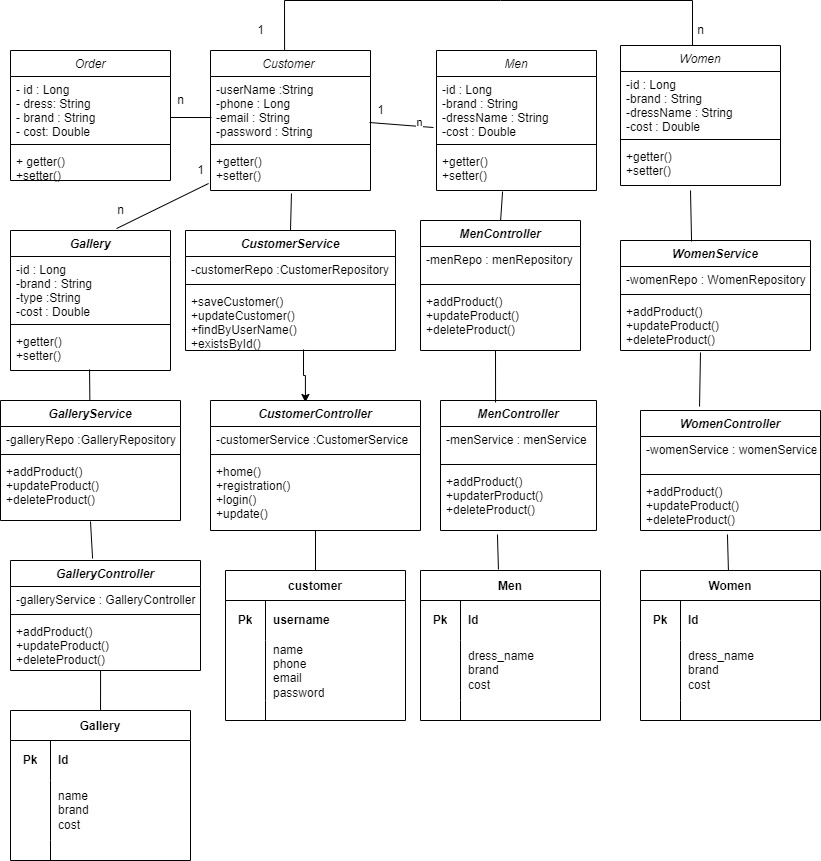 1
n
Order
- id : Long
- dress: String
- brand : String
- cost: Double
+ getter()
+setter()
n
Customer
-userName :String
-phone : Long
-email : String
-password : String
+getter()
+setter()
1
n
Men
-id : Long
-brand : String
-dressName : String
-cost : Double
+getter()
+setter()
Women
-id : Long
-brand : String
-dressName : String
-cost : Double
+getter()
+setter()
1
n
Gallery
-id : Long
-brand : String
-type :String
-cost : Double
+getter()
+setter()
CustomerService
-customerRepo :CustomerRepository
+saveCustomer()
+updateCustomer()
+findByUserName()
+existsById()
MenController
-menRepo : menRepository
+addProduct()
+updateProduct()
+deleteProduct()
WomenService
-womenRepo : WomenRepository
+addProduct()
+updateProduct()
+deleteProduct()
GalleryService
-galleryRepo :GalleryRepository
+addProduct()
+updateProduct()
+deleteProduct()
CustomerController
-customerService :CustomerService
+home()
+registration()
+login()
+update()
MenController
-menService : menService
+addProduct()
+updaterProduct()
+deleteProduct()
WomenController
-womenService : womenService
+addProduct()
+updateProduct()
+deleteProduct()
GalleryController
-galleryService : GalleryController
+addProduct()
+updateProduct()
+deleteProduct()
customer
Pk username
name
phone
email
password
Men
Pk Id
dress_name
brand
cost
Women
Pk Id
dress_name
brand
cost
Gallery
Pk Id
name
brand
cost